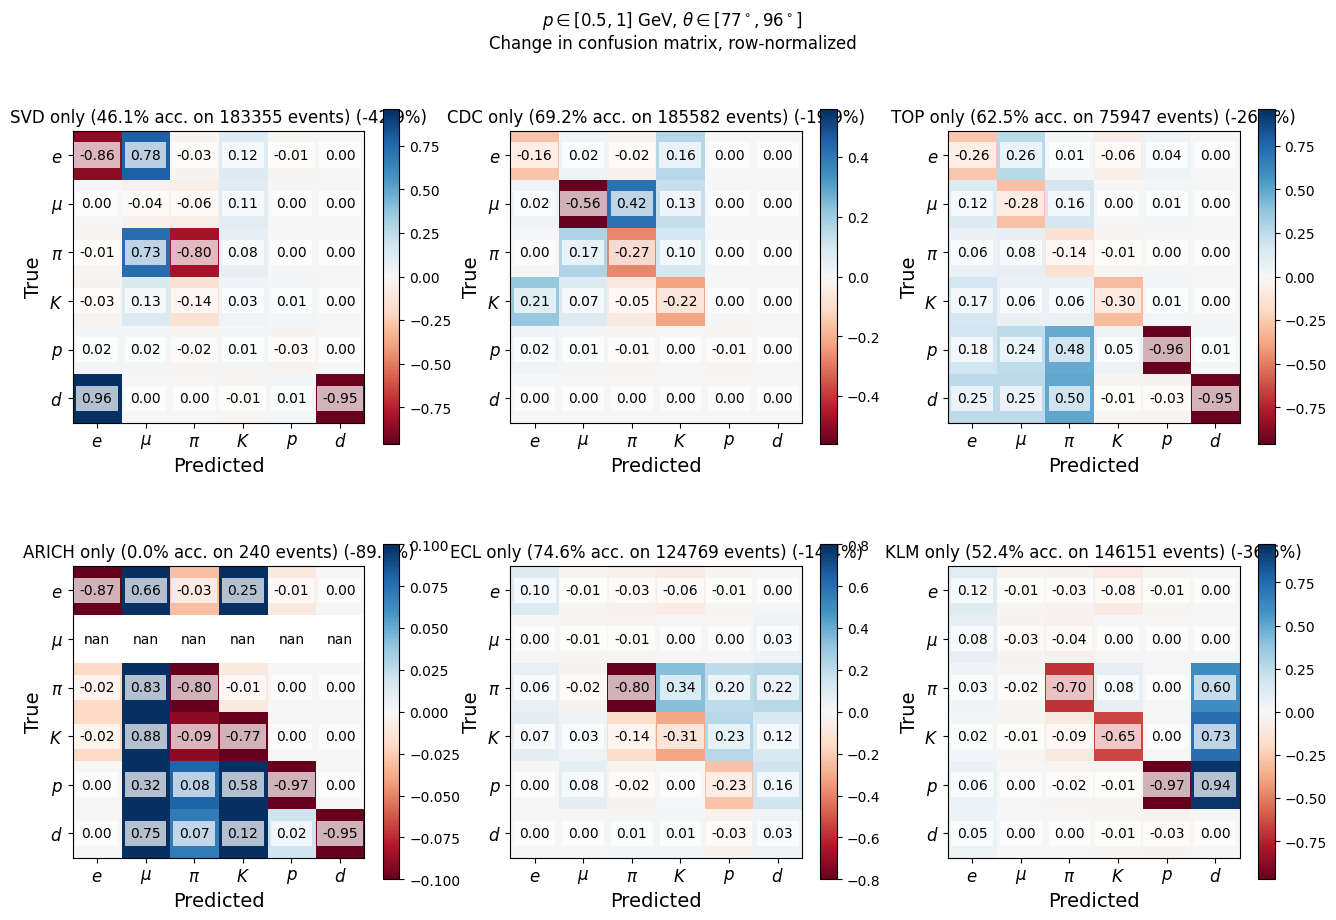 p ∈ [0.5, 1] GeV, θ ∈ [77°, 96°]
Change in confusion matrix, row-normalized
SVD only (46.1% acc. on 183355 events)
e -0.86 0.78 -0.03 0.12 -0.01 0.00
μ 0.00 -0.04 -0.06 0.11 0.00 0.00
π -0.01 0.73 -0.80 0.08 0.00 0.00
K -0.03 0.13 -0.14 0.03 0.01 0.00
p 0.02 0.02 -0.02 0.01 -0.03 0.00
d 0.96 0.00 0.00 -0.01 0.01 -0.95
e μ π K p d
Predicted
True
0.75
0.50
0.25
0.00
−0.25
−0.50
−0.75
CDC only (69.2% acc. on 185582 events)
e -0.16 0.02 -0.02 0.16 0.00 0.00
μ 0.02 -0.56 0.42 0.13 0.00 0.00
π 0.00 0.17 -0.27 0.10 0.00 0.00
K 0.21 0.07 -0.05 -0.22 0.00 0.00
p 0.02 0.01 -0.01 0.00 -0.01 0.00
d 0.00 0.00 0.00 0.00 0.00 0.00
e μ π K p d
Predicted
True
0.4
0.2
0.0
−0.2
−0.4
TOP only (62.5% acc. on 75947 events)
e -0.26 0.26 0.01 -0.06 0.04 0.00
μ 0.12 -0.28 0.16 0.00 0.01 0.00
π 0.06 0.08 -0.14 -0.01 0.00 0.00
K 0.17 0.06 0.06 -0.30 0.01 0.00
p 0.18 0.24 0.48 0.05 -0.96 0.01
d 0.25 0.25 0.50 -0.01 -0.03 -0.95
e μ π K p d
Predicted
True
0.75
0.50
0.25
0.00
−0.25
−0.50
−0.75
ARICH only (0.0% acc. on 240 events)
e -0.87 0.66 -0.03 0.25 -0.01 0.00
μ nan nan nan nan nan nan
π -0.02 0.83 -0.80 -0.01 0.00 0.00
K -0.02 0.88 -0.09 -0.77 0.00 0.00
p 0.00 0.32 0.08 0.58 -0.97 0.00
d 0.00 0.75 0.07 0.12 0.02 -0.95
e μ π K p d
Predicted
True
0.100
0.075
0.050
0.025
0.000
−0.025
−0.050
−0.075
−0.100
ECL only (74.6% acc. on 124769 events)
e 0.10 -0.01 -0.03 -0.06 -0.01 0.00
μ 0.00 -0.01 -0.01 0.00 0.00 0.03
π 0.06 -0.02 -0.80 0.34 0.20 0.22
K 0.07 0.03 -0.14 -0.31 0.23 0.12
p 0.00 0.08 -0.02 0.00 -0.23 0.16
d 0.00 0.00 0.01 0.01 -0.03 0.03
e μ π K p d
Predicted
True
0.8
0.6
0.4
0.2
0.0
−0.2
−0.4
−0.6
−0.8
KLM only (52.4% acc. on 146151 events)
e 0.12 -0.01 -0.03 -0.08 -0.01 0.00
μ 0.08 -0.03 -0.04 0.00 0.00 0.00
π 0.03 -0.02 -0.70 0.08 0.00 0.60
K 0.02 -0.01 -0.09 -0.65 0.00 0.73
p 0.06 0.00 -0.02 -0.01 -0.97 0.94
d 0.05 0.00 0.00 -0.01 -0.03 0.00
e μ π K p d
Predicted
True
0.75
0.50
0.25
0.00
−0.25
−0.50
−0.75